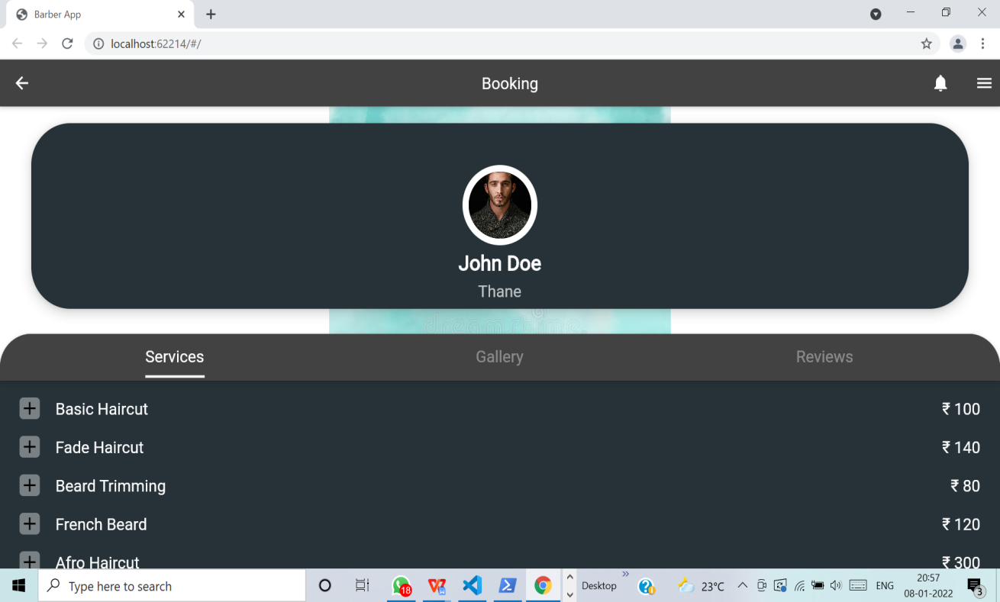 Barber App
localhost:62214/#/
Booking
John Doe
Thane
dreamstime
Services Gallery Reviews
Basic Haircut ₹ 100
Fade Haircut ₹ 140
Beard Trimming ₹ 80
French Beard ₹ 120
Afro Haircut ₹ 300
Type here to search
18
Desktop
23°C
ENG
20:57
08-01-2022
3